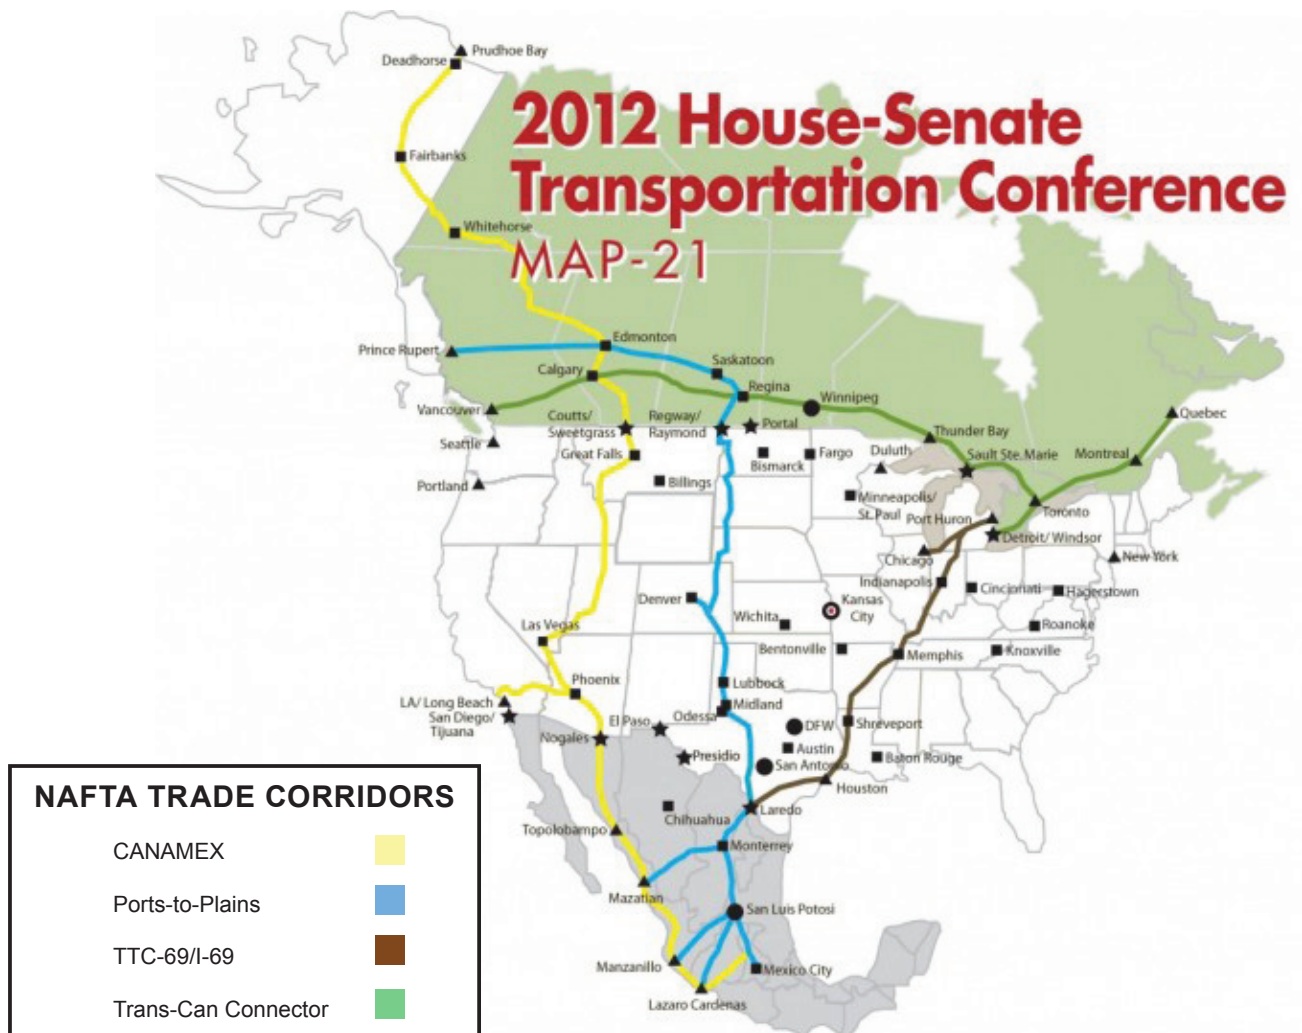 Prudhoe Bay
Deadhorse
2012 House-Senate
Transportation Conference
MAP-21
Fairbanks
Whitehorse
Edmonton
Prince Rupert
Saskatoon
Calgary
Regina
Winnipeg
Vancouver
Coutts/
Sweetgrass
Regway/
Raymond
Portal
Quebec
Thunder Bay
Seattle
Great Falls
Bismarck
Fargo
Duluth
Sault Ste. Marie
Montreal
Portland
Billings
Minneapolis/
St. Paul
Port Huron
Toronto
Detroit/ Windsor
Chicago
New York
Indianapolis
Cincinnati
Hagerstown
Denver
Wichita
Kansas
City
Las Vegas
Roanoke
Bentonville
Memphis
Knoxville
Phoenix
Lubbock
LA/ Long Beach
San Diego/
Tijuana
El Paso
Odessa
Midland
DFW
Shreveport
Nogales
Presidio
Austin
San Antonio
Baton Rouge
Houston
Chihuahua
Laredo
Topolobampo
Monterrey
Mazatlan
San Luis Potosi
Manzanillo
Mexico City
Lazaro Cardenas
NAFTA TRADE CORRIDORS
CANAMEX
Ports-to-Plains
TTC-69/I-69
Trans-Can Connector